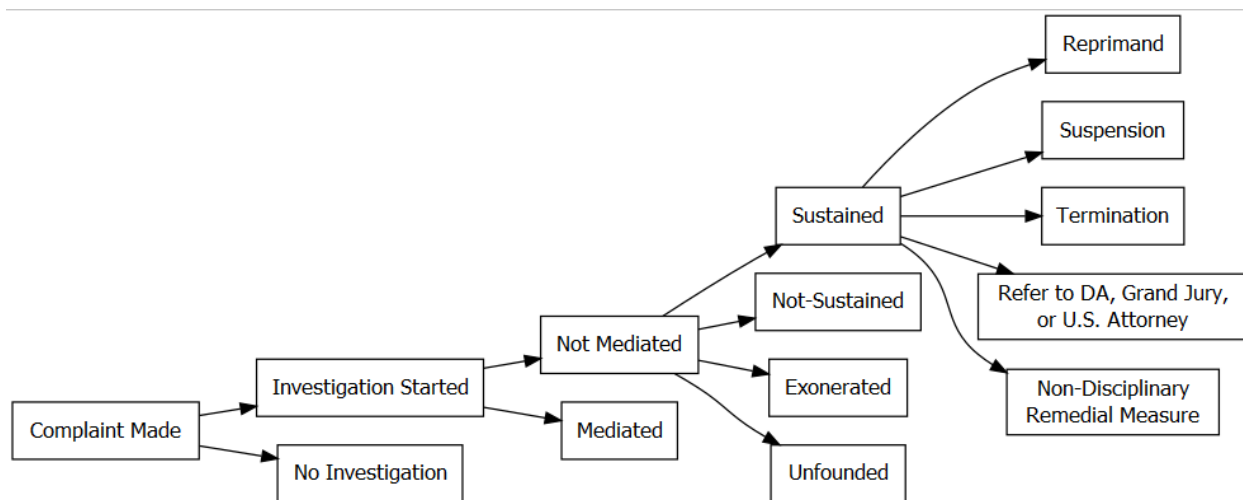 Reprimand
Suspension
Sustained
Termination
Not-Sustained
Refer to DA, Grand Jury,
or U.S. Attorney
Not Mediated
Investigation Started
Exonerated
Non-Disciplinary
Remedial Measure
Complaint Made
Mediated
No Investigation
Unfounded